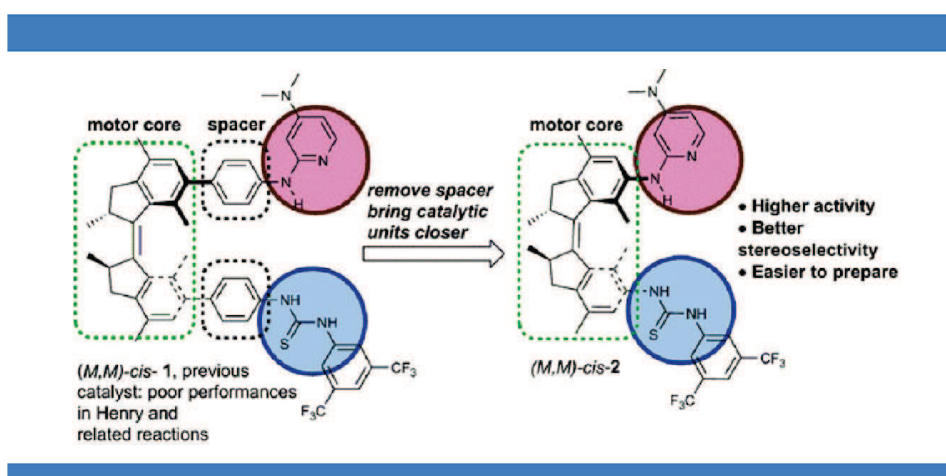 motor core
spacer
N
N
N
H
remove spacer
bring catalytic
units closer
NH
S
NH
CF₃
F₃C
(M,M)-cis- 1, previous
catalyst: poor performances
in Henry and
related reactions
motor core
N
N
N
H
• Higher activity
• Better
stereoselectivity
• Easier to prepare
NH
S
NH
CF₃
F₃C
(M,M)-cis-2